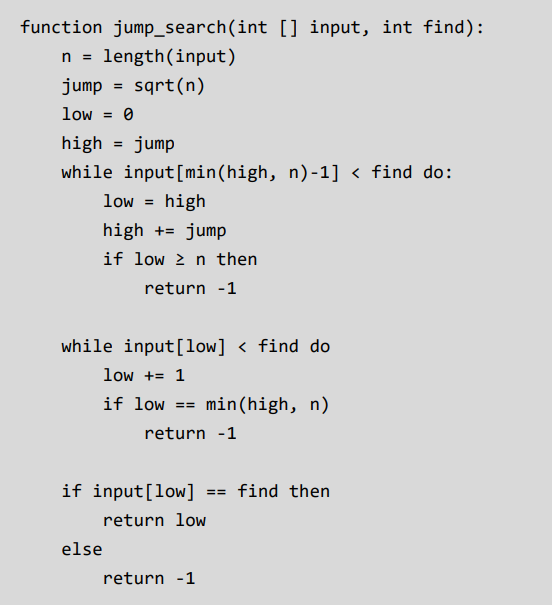 function jump_search(int [] input, int find):
    n = length(input)
    jump = sqrt(n)
    low = 0
    high = jump
    while input[min(high, n)-1] < find do:
        low = high
        high += jump
        if low ≥ n then
            return -1

    while input[low] < find do
        low += 1
        if low == min(high, n)
            return -1

    if input[low] == find then
        return low
    else
        return -1